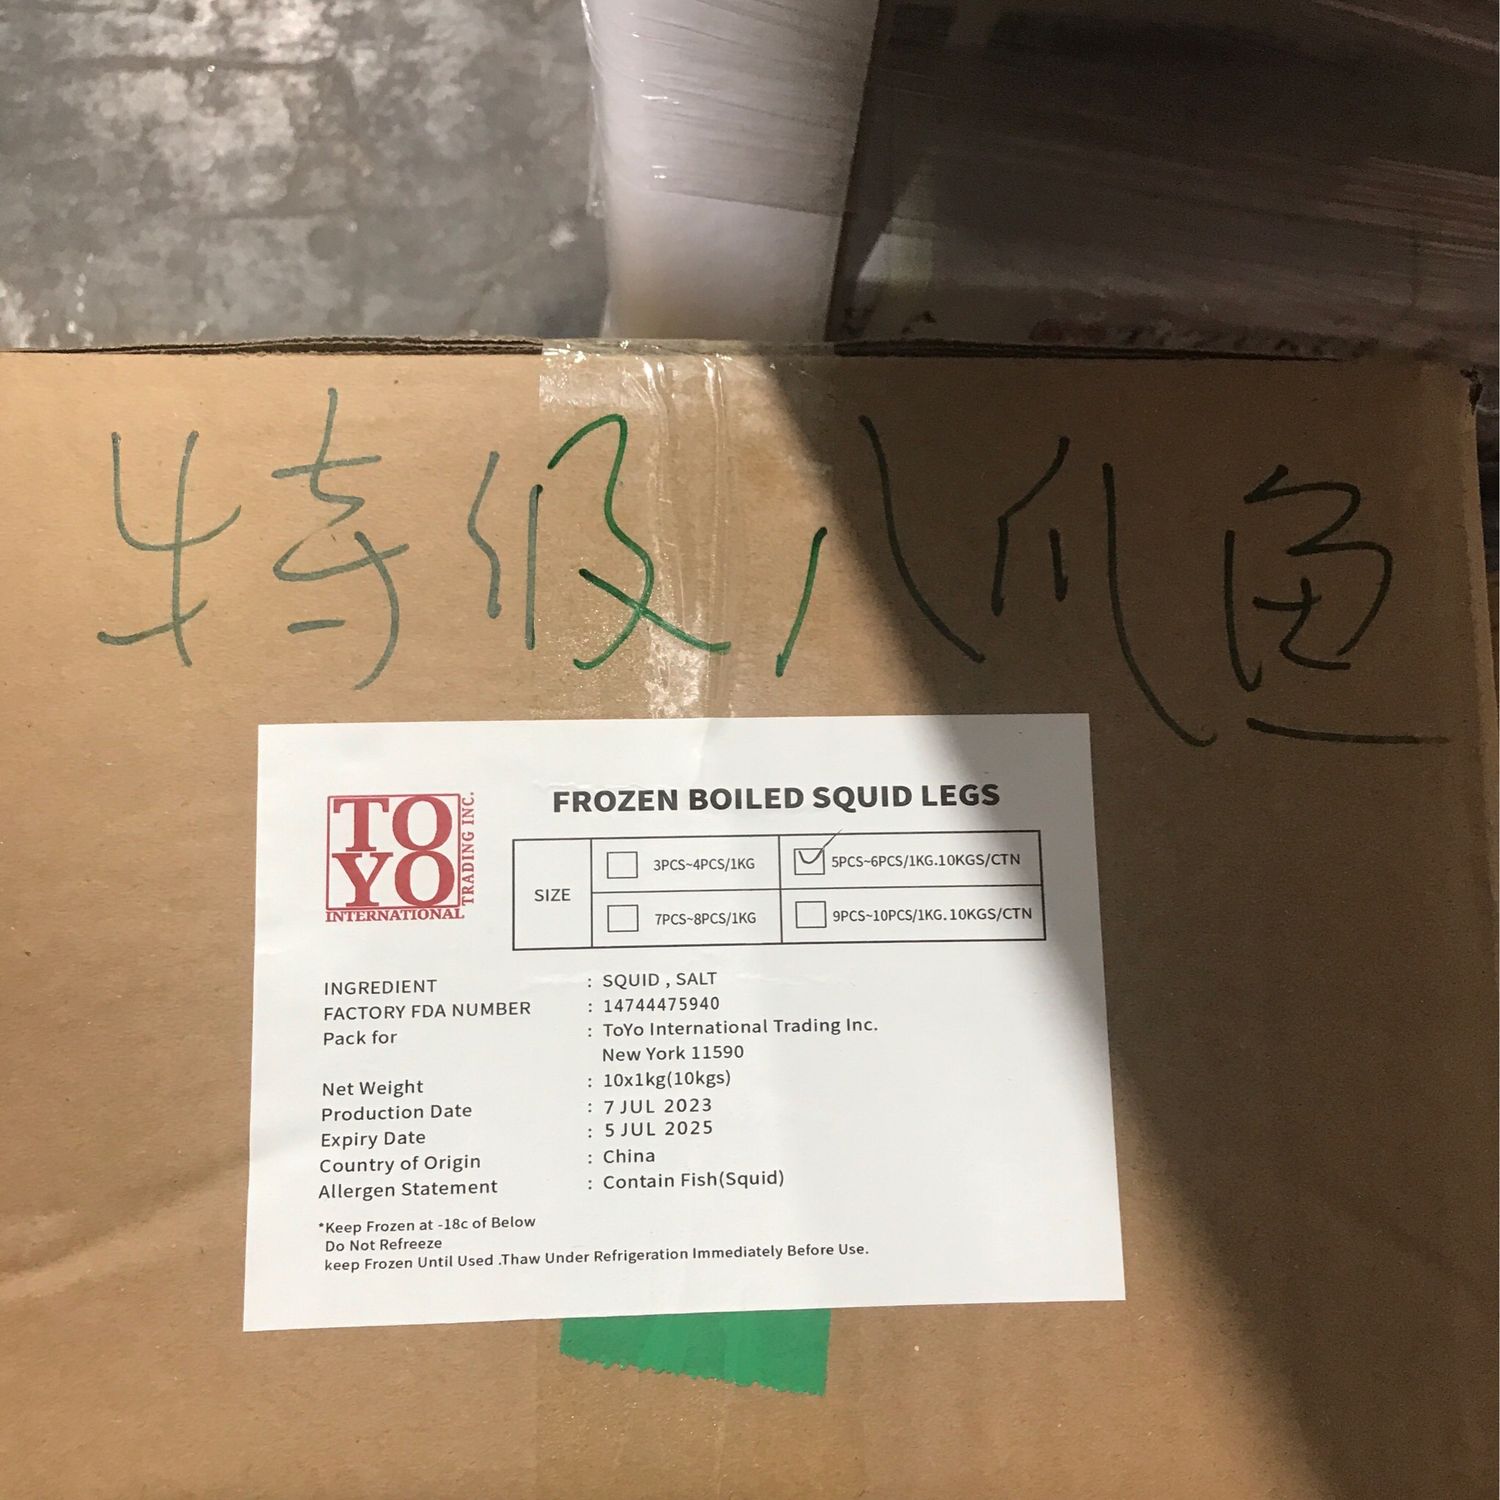 特级八爪鱼
TOYO
INTERNATIONAL
TRADING INC.
FROZEN BOILED SQUID LEGS
SIZE
3PCS~4PCS/1KG
5PCS~6PCS/1KG.10KGS/CTN
7PCS~8PCS/1KG
9PCS~10PCS/1KG.10KGS/CTN
INGREDIENT : SQUID , SALT
FACTORY FDA NUMBER : 14744475940
Pack for : ToYo International Trading Inc.
New York 11590
Net Weight : 10x1kg(10kgs)
Production Date : 7 JUL 2023
Expiry Date : 5 JUL 2025
Country of Origin : China
Allergen Statement : Contain Fish(Squid)
*Keep Frozen at -18c of Below
Do Not Refreeze
keep Frozen Until Used .Thaw Under Refrigeration Immediately Before Use.